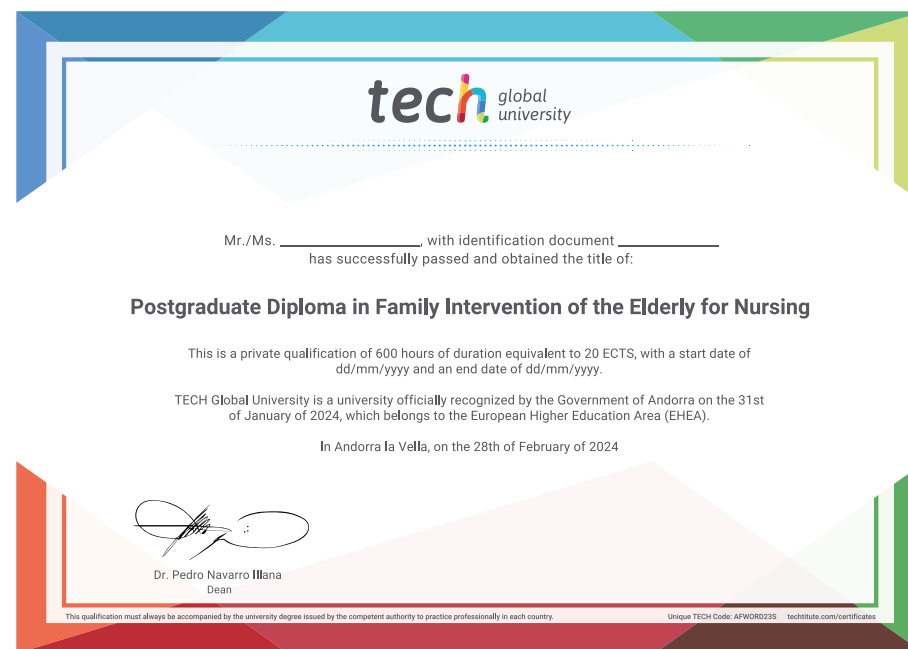 tech global
university
Mr./Ms. ____________, with identification document ____________
has successfully passed and obtained the title of:
Postgraduate Diploma in Family Intervention of the Elderly for Nursing
This is a private qualification of 600 hours of duration equivalent to 20 ECTS, with a start date of
dd/mm/yyyy and an end date of dd/mm/yyyy.
TECH Global University is a university officially recognized by the Government of Andorra on the 31st
of January of 2024, which belongs to the European Higher Education Area (EHEA).
In Andorra la Vella, on the 28th of February of 2024
Dr. Pedro Navarro Illana
Dean
This qualification must always be accompanied by the university degree issued by the competent authority to practice professionally in each country. Unique TECH Code: AFWORD23S techtitute.com/certificates